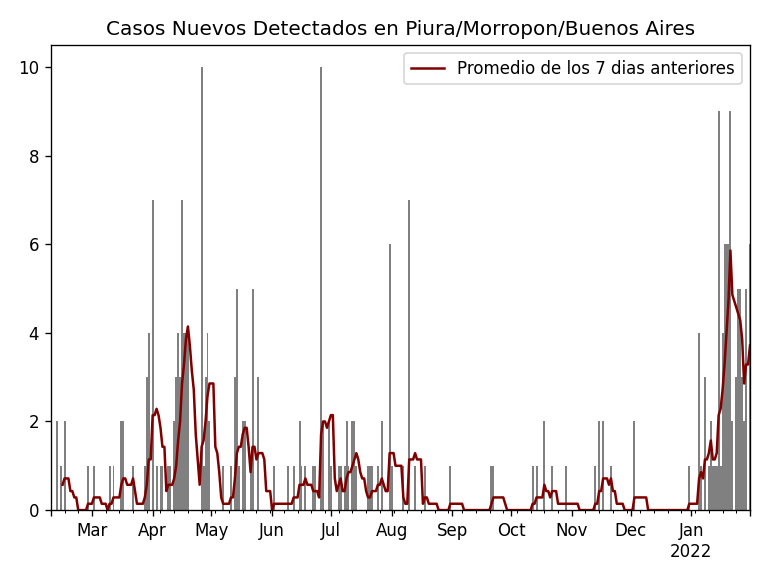 Casos Nuevos Detectados en Piura/Morropon/Buenos Aires
Promedio de los 7 dias anteriores
10
8
6
4
2
0
Mar Apr May Jun Jul Aug Sep Oct Nov Dec Jan
2022